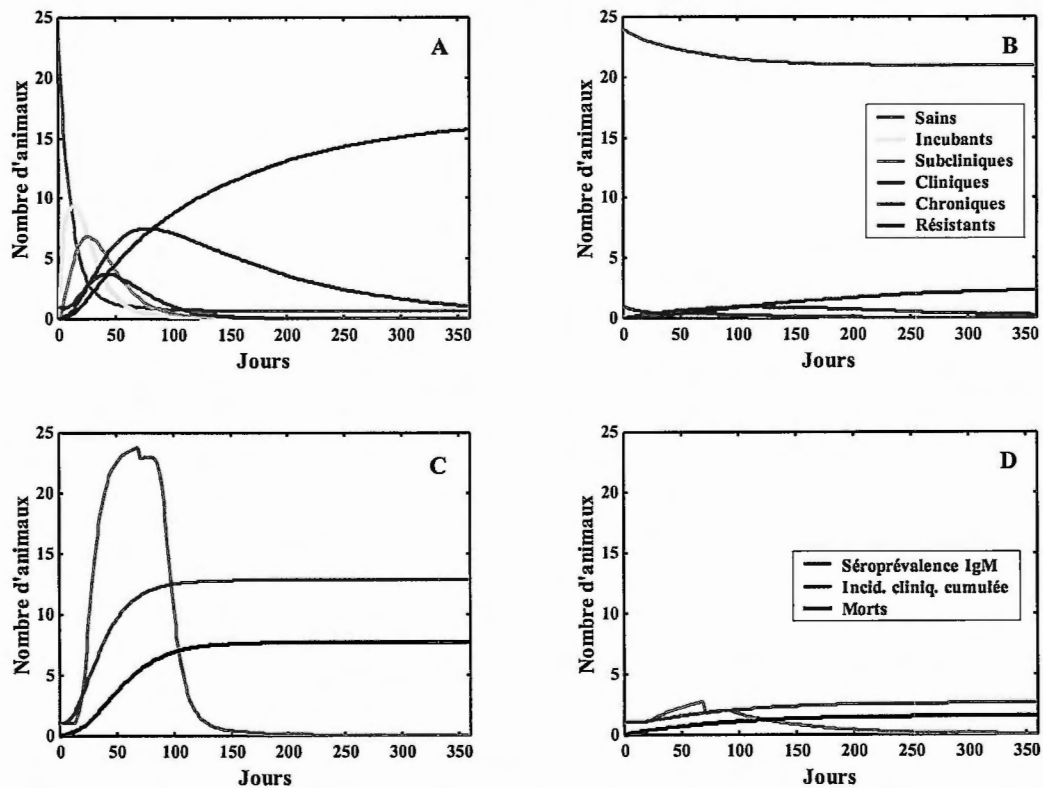 A
Nombre d'animaux
25
20
15
10
5
0
0 50 100 150 200 250 300 350
Jours
B
Nombre d'animaux
25
20
15
10
5
0
0 50 100 150 200 250 300 350
Jours
Sains
Incubants
Subcliniques
Cliniques
Chroniques
Résistants
C
Nombre d'animaux
25
20
15
10
5
0
0 50 100 150 200 250 300 350
Jours
D
Nombre d'animaux
25
20
15
10
5
0
0 50 100 150 200 250 300 350
Jours
Séroprévalence IgM
Incid. cliniq. cumulée
Morts